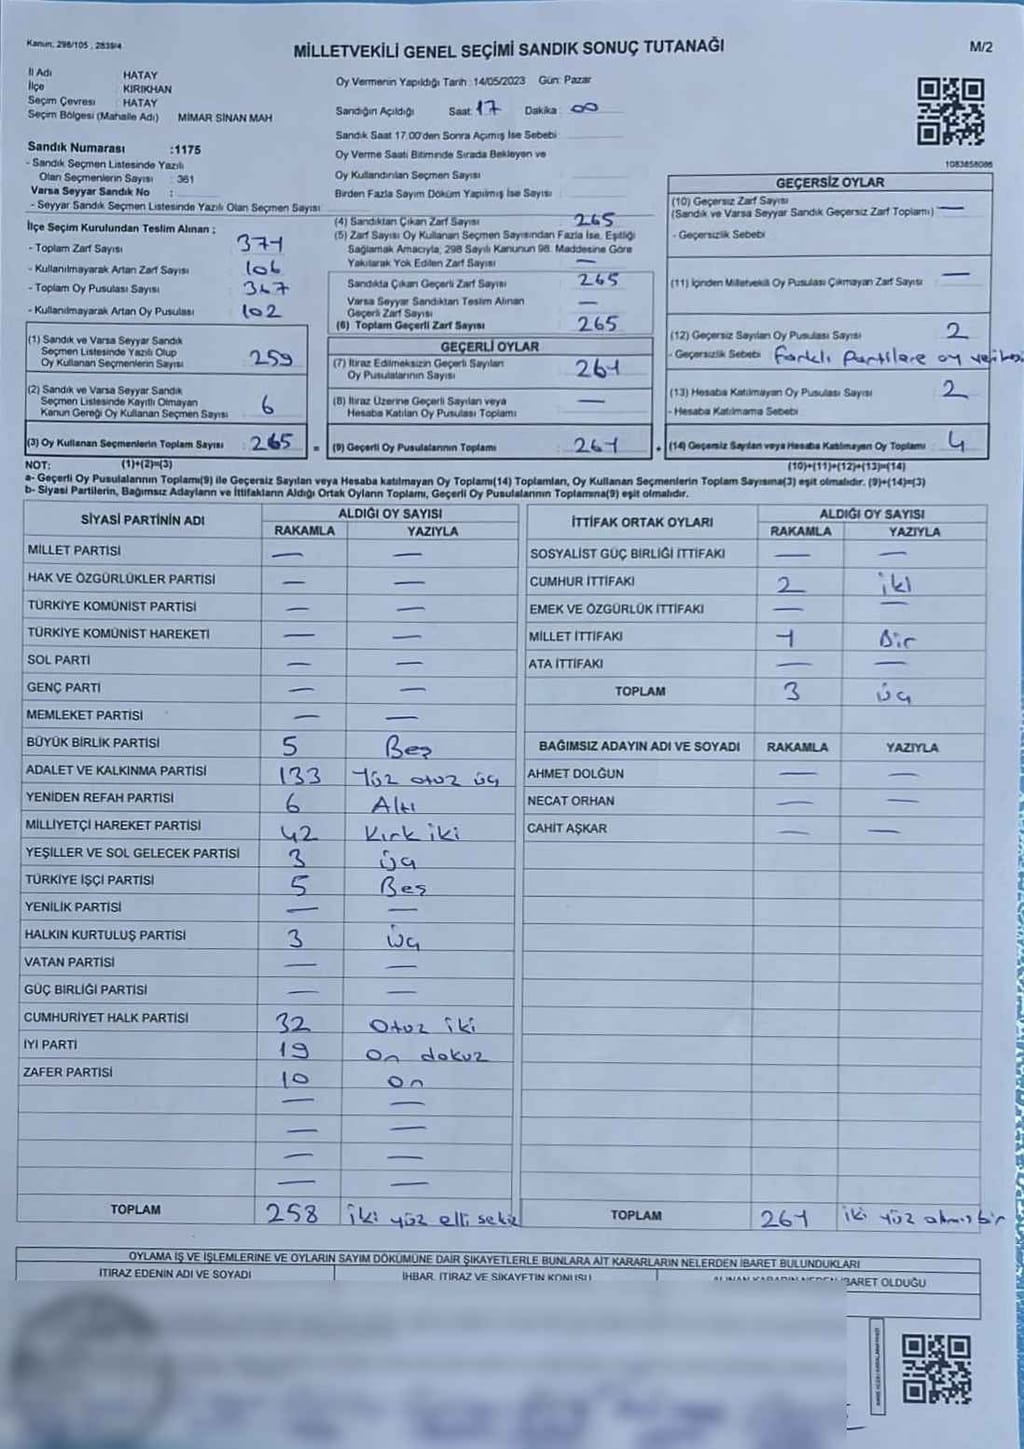 Kanun, 298/105 , 2839/4
MİLLETVEKİLİ GENEL SEÇİMİ SANDIK SONUÇ TUTANAĞI
M/2
İl Adı HATAY
İlçe KIRIKHAN
Seçim Çevresi : HATAY
Seçim Bölgesi (Mahalle Adı) MİMAR SİNAN MAH
Sandık Numarası :1175
- Sandık Seçmen Listesinde Yazılı
Olan Seçmenlerin Sayısı : 361
Varsa Seyyar Sandık No :
- Seyyar Sandık Seçmen Listesinde Yazılı Olan Seçmen Sayısı:
Oy Vermenin Yapıldığı Tarih :14/05/2023 Gün: Pazar
Sandığın Açıldığı Saat: 17 Dakika : 00
Sandık Saat 17.00'den Sonra Açımış İse Sebebi
Oy Verme Saati Bitiminde Sırada Bekleyen ve
Oy Kullandırılan Seçmen Sayısı
Birden Fazla Sayım Döküm Yapılmış İse Sayısı :
1083858086
İlçe Seçim Kurulundan Teslim Alınan ;
- Toplam Zarf Sayısı 371
- Kullanılmayarak Artan Zarf Sayısı 106
- Toplam Oy Pusulası Sayısı 367
- Kullanılmayarak Artan Oy Pusulası 102
(1) Sandık ve Varsa Seyyar Sandık
Seçmen Listesinde Yazılı Olup
Oy Kullanan Seçmenlerin Sayısı : 259
(2) Sandık ve Varsa Seyyar Sandık
Seçmen Listesinde Kayıtlı Olmayan
Kanun Gereği Oy Kullanan Seçmen Sayısı : 6
(3) Oy Kullanan Seçmenlerin Toplam Sayısı : 265
(4) Sandıktan Çıkan Zarf Sayısı 265
(5) Zarf Sayısı Oy Kullanan Seçmen Sayısından Fazla İse, Eşitliği
Sağlamak Amacıyla, 298 Sayılı Kanunun 98. Maddesine Göre
Yakılarak Yok Edilen Zarf Sayısı —
Sandıkta Çıkan Geçerli Zarf Sayısı 265
Varsa Seyyar Sandıktan Teslim Alınan
Geçerli Zarf Sayısı —
(6) Toplam Geçerli Zarf Sayısı 265
GEÇERLİ OYLAR
(7) İtiraz Edilmeksizin Geçerli Sayılan
Oy Pusulalarının Sayısı : 261
(8) İtiraz Üzerine Geçerli Sayılan veya
Hesaba Katılan Oy Pusulası Toplamı : —
= (9) Geçerli Oy Pusulalarının Toplamı : 261
GEÇERSİZ OYLAR
(10) Geçersiz Zarf Sayısı
(Sandık ve Varsa Seyyar Sandık Geçersiz Zarf Toplamı) : —
- Geçersizlik Sebebi :
(11) İçinden Milletvekili Oy Pusulası Çıkmayan Zarf Sayısı : —
(12) Geçersiz Sayılan Oy Pusulası Sayısı : 2
- Geçersizlik Sebebi : farklı partilere oy verilmesi
(13) Hesaba Katılmayan Oy Pusulası Sayısı : 2
- Hesaba Katılmama Sebebi :
+ (14) Geçersiz Sayılan veya Hesaba Katılmayan Oy Toplamı : 4
NOT: (1)+(2)=(3) (10)+(11)+(12)+(13)=(14)
a- Geçerli Oy Pusulalarının Toplamı(9) ile Geçersiz Sayılan veya Hesaba katılmayan Oy Toplamı(14) Toplamları, Oy Kullanan Seçmenlerin Toplam Sayısına(3) eşit olmalıdır. (9)+(14)=(3)
b- Siyasi Partilerin, Bağımsız Adayların ve İttifakların Aldığı Ortak Oyların Toplamı, Geçerli Oy Pusulalarının Toplamına(9) eşit olmalıdır.
SİYASİ PARTİNİN ADI ALDIĞI OY SAYISI
RAKAMLA YAZIYLA
MİLLET PARTİSİ — —
HAK VE ÖZGÜRLÜKLER PARTİSİ — —
TÜRKİYE KOMÜNİST PARTİSİ — —
TÜRKİYE KOMÜNİST HAREKETİ — —
SOL PARTİ — —
GENÇ PARTİ — —
MEMLEKET PARTİSİ — —
BÜYÜK BİRLİK PARTİSİ 5 Beş
ADALET VE KALKINMA PARTİSİ 133 Yüz otuz üç
YENİDEN REFAH PARTİSİ 6 Altı
MİLLİYETÇİ HAREKET PARTİSİ 42 Kırk iki
YEŞİLLER VE SOL GELECEK PARTİSİ 3 üç
TÜRKİYE İŞÇİ PARTİSİ 5 Beş
YENİLİK PARTİSİ — —
HALKIN KURTULUŞ PARTİSİ 3 üç
VATAN PARTİSİ — —
GÜÇ BİRLİĞİ PARTİSİ — —
CUMHURİYET HALK PARTİSİ 32 Otuz iki
İYİ PARTİ 19 On dokuz
ZAFER PARTİSİ 10 On
— —
— —
— —
— —
TOPLAM 258 iki yüz elli sekiz
İTTİFAK ORTAK OYLARI ALDIĞI OY SAYISI
RAKAMLA YAZIYLA
SOSYALİST GÜÇ BİRLİĞİ İTTİFAKI — —
CUMHUR İTTİFAKI 2 iki
EMEK VE ÖZGÜRLÜK İTTİFAKI — —
MİLLET İTTİFAKI 1 Bir
ATA İTTİFAKI — —
TOPLAM 3 üç
BAĞIMSIZ ADAYIN ADI VE SOYADI RAKAMLA YAZIYLA
AHMET DOLĞUN — —
NECAT ORHAN — —
CAHİT AŞKAR — —
TOPLAM 261 iki yüz altmış bir
OYLAMA İŞ VE İŞLEMLERİNE VE OYLARIN SAYIM DÖKÜMÜNE DAİR ŞİKAYETLERLE BUNLARA AİT KARARLARIN NELERDEN İBARET BULUNDUKLARI
İTİRAZ EDENİN ADI VE SOYADI İHBAR, İTİRAZ VE ŞİKAYETİN KONUSU ALINAN KARARIN NEDEN İBARET OLDUĞU